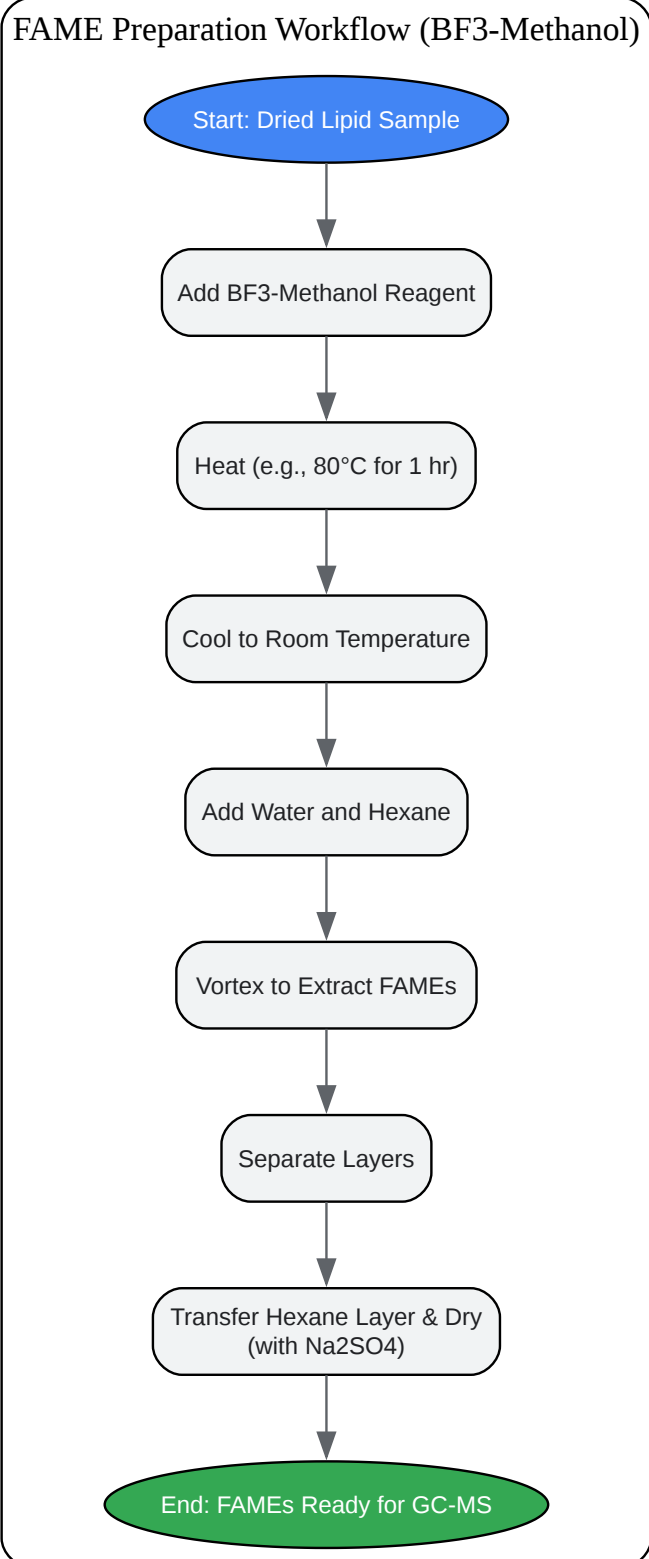 FAME Preparation Workflow (BF3-Methanol)
Start: Dried Lipid Sample
Add BF3-Methanol Reagent
Heat (e.g., 80°C for 1 hr)
Cool to Room Temperature
Add Water and Hexane
Vortex to Extract FAMEs
Separate Layers
Transfer Hexane Layer & Dry
(with Na2SO4)
End: FAMEs Ready for GC-MS